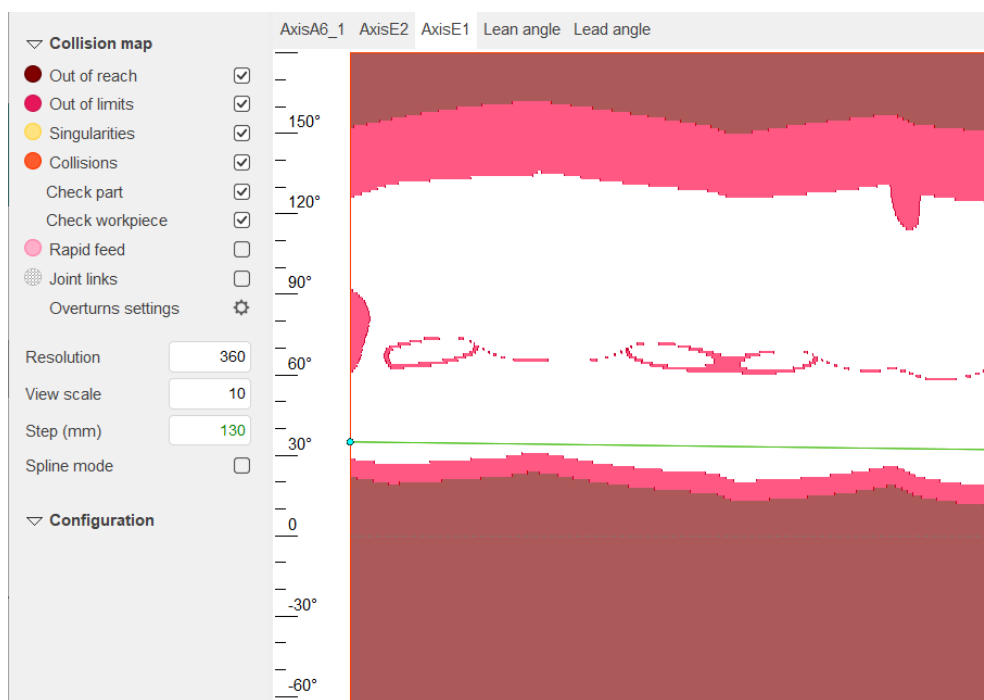 AxisA6_1 AxisE2 AxisE1 Lean angle Lead angle
Collision map
Out of reach
Out of limits
Singularities
Collisions
Check part
Check workpiece
Rapid feed
Joint links
Overturns settings
Resolution 360
View scale 10
Step (mm) 130
Spline mode
Configuration
150°
120°
90°
60°
30°
0
-30°
-60°